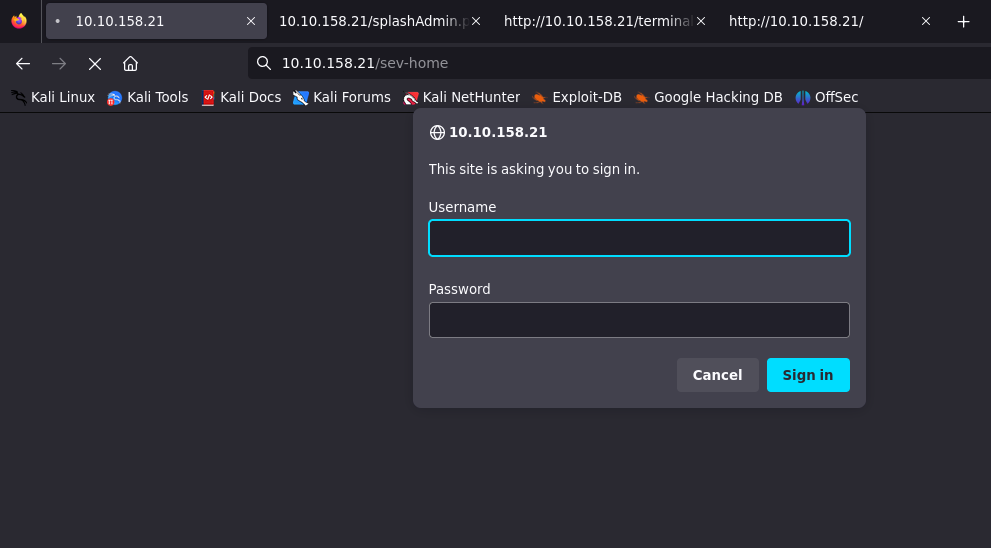 10.10.158.21
10.10.158.21/splashAdmin.p
http://10.10.158.21/terminal
http://10.10.158.21/
10.10.158.21/sev-home
Kali Linux Kali Tools Kali Docs Kali Forums Kali NetHunter Exploit-DB Google Hacking DB OffSec
10.10.158.21
This site is asking you to sign in.
Username
Password
Cancel Sign in